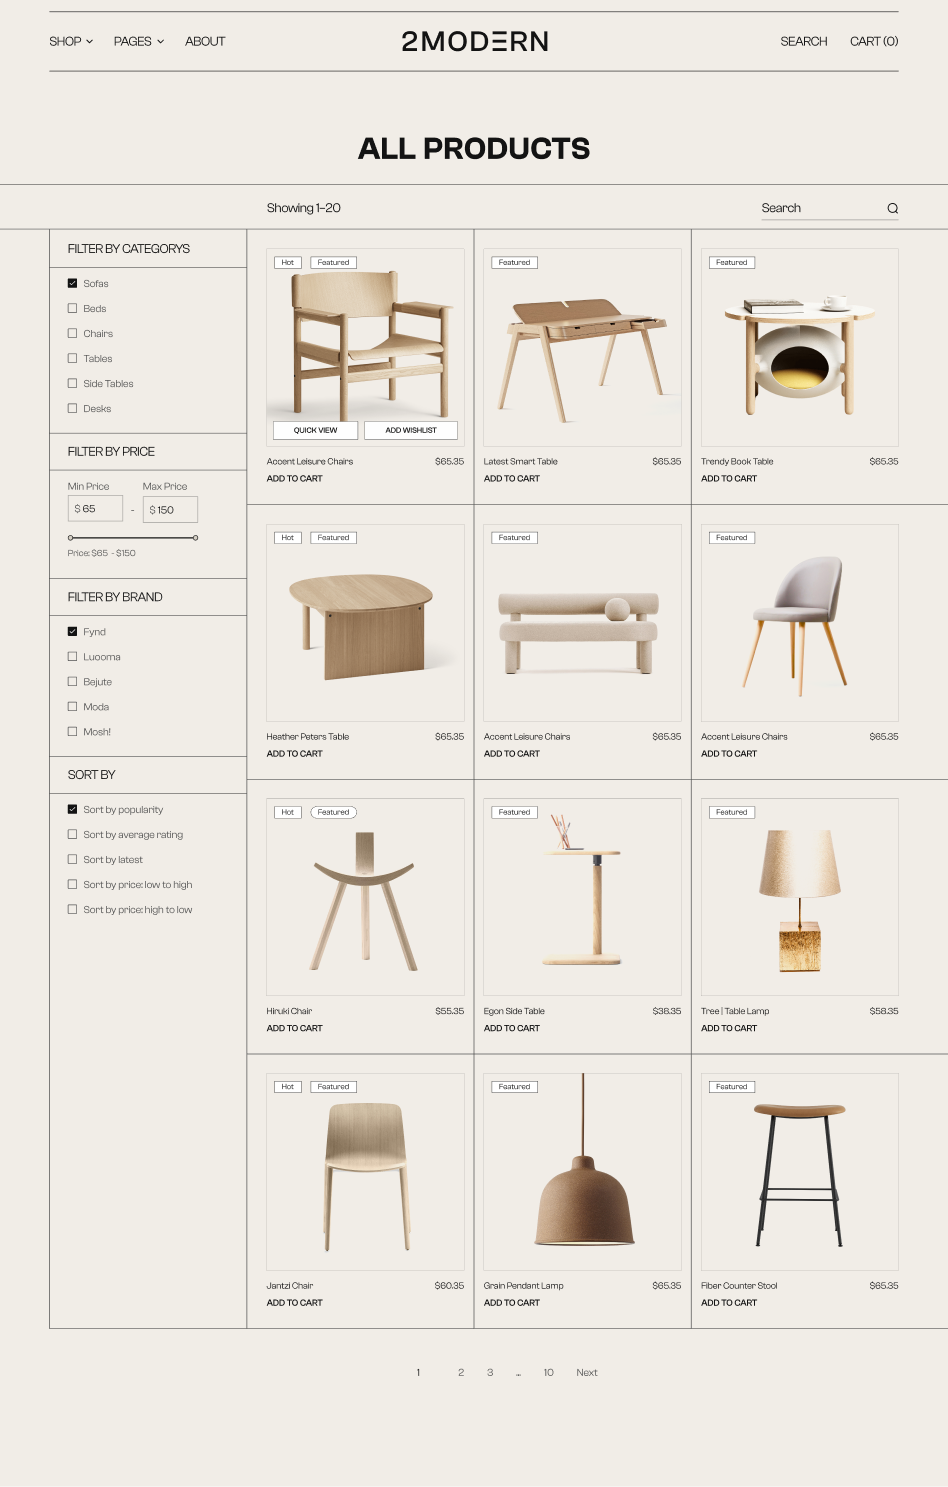 SHOP PAGES ABOUT 2MODERN SEARCH CART (0)
ALL PRODUCTS
Showing 1–20 Search
FILTER BY CATEGORYS
Sofas
Beds
Chairs
Tables
Side Tables
Desks
FILTER BY PRICE
Min Price Max Price
$ 65 - $ 150
Price: $65 - $150
FILTER BY BRAND
Fynd
Luooma
Bejute
Moda
Mosh!
SORT BY
Sort by popularity
Sort by average rating
Sort by latest
Sort by price: low to high
Sort by price: high to low
Hot Featured
QUICK VIEW ADD WISHLIST
Accent Leisure Chairs $65.35
ADD TO CART
Featured
Latest Smart Table $65.35
ADD TO CART
Featured
Trendy Book Table $65.35
ADD TO CART
Hot Featured
Heather Peters Table $65.35
ADD TO CART
Featured
Accent Leisure Chairs $65.35
ADD TO CART
Featured
Accent Leisure Chairs $65.35
ADD TO CART
Hot Featured
Hiruki Chair $55.35
ADD TO CART
Featured
Egon Side Table $38.35
ADD TO CART
Featured
Tree | Table Lamp $58.35
ADD TO CART
Hot Featured
Jantzi Chair $60.35
ADD TO CART
Featured
Grain Pendant Lamp $65.35
ADD TO CART
Featured
Fiber Counter Stool $65.35
ADD TO CART
1 2 3 ... 10 Next